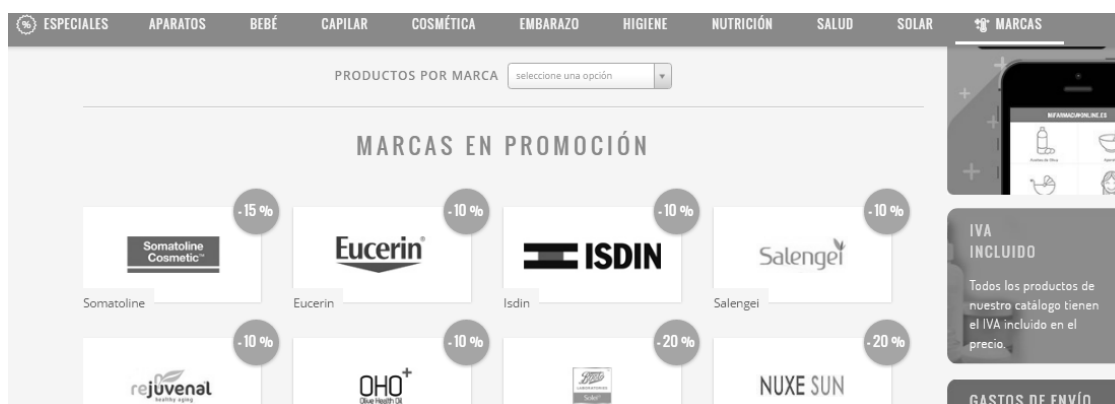 ESPECIALES APARATOS BEBÉ CAPILAR COSMÉTICA EMBARAZO HIGIENE NUTRICIÓN SALUD SOLAR MARCAS
PRODUCTOS POR MARCA seleccione una opción
MARCAS EN PROMOCIÓN
-15 % -10 % -10 % -10 %
Somatoline
Cosmetic™
Eucerin®
ISDIN
Salengei
Somatoline Eucerin Isdin Salengei
-10 % -10 % -20 % -20 %
rejuvenal
healthy aging
OHO+
Olive Health Oil
Boots
LABORATORIES
NUXE SUN
IVA
INCLUIDO
Todos los productos de
nuestro catálogo tienen
el IVA incluido en el
precio.
GASTOS DE ENVÍO